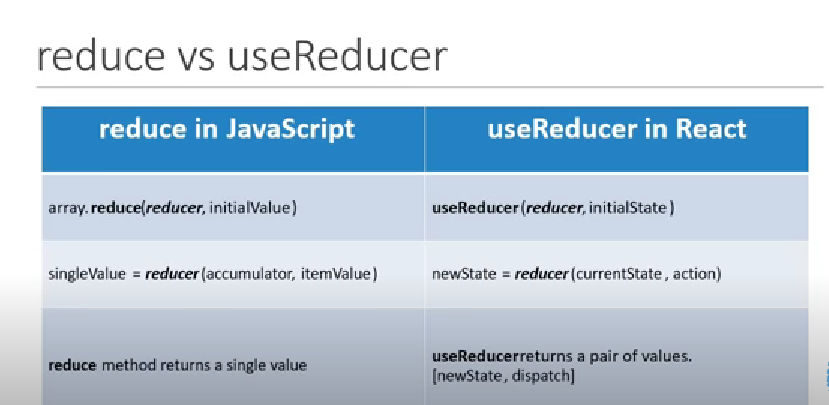 reduce vs useReducer
reduce in JavaScript
useReducer in React
array.reduce(reducer, initialValue)
useReducer(reducer, initialState)
singleValue = reducer(accumulator, itemValue)
newState = reducer(currentState, action)
reduce method returns a single value
useReducerreturns a pair of values.
[newState, dispatch]